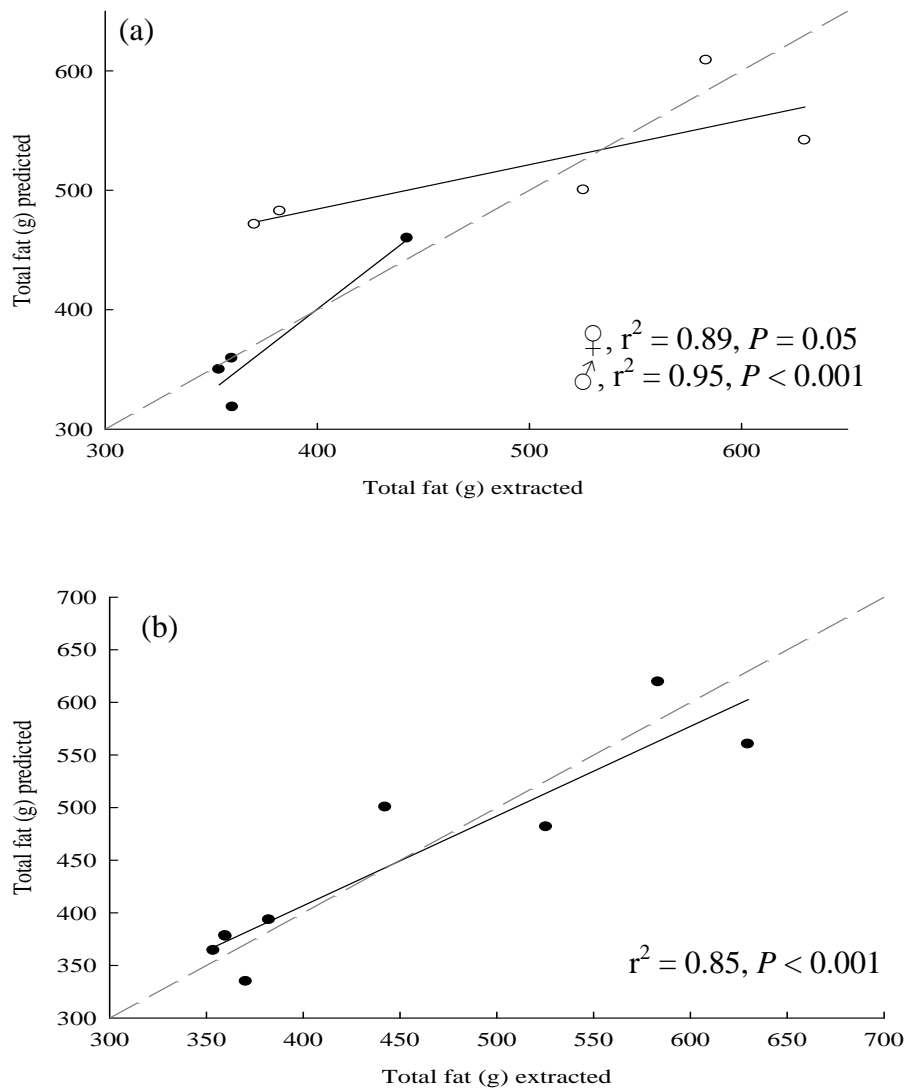 (a)
600
500
400
300
Total fat (g) predicted
♀, r² = 0.89, P = 0.05
♂, r² = 0.95, P < 0.001
300 400 500 600
Total fat (g) extracted
(b)
700
650
600
550
500
450
400
350
300
Total fat (g) predicted
r² = 0.85, P < 0.001
300 350 400 450 500 550 600 650 700
Total fat (g) extracted